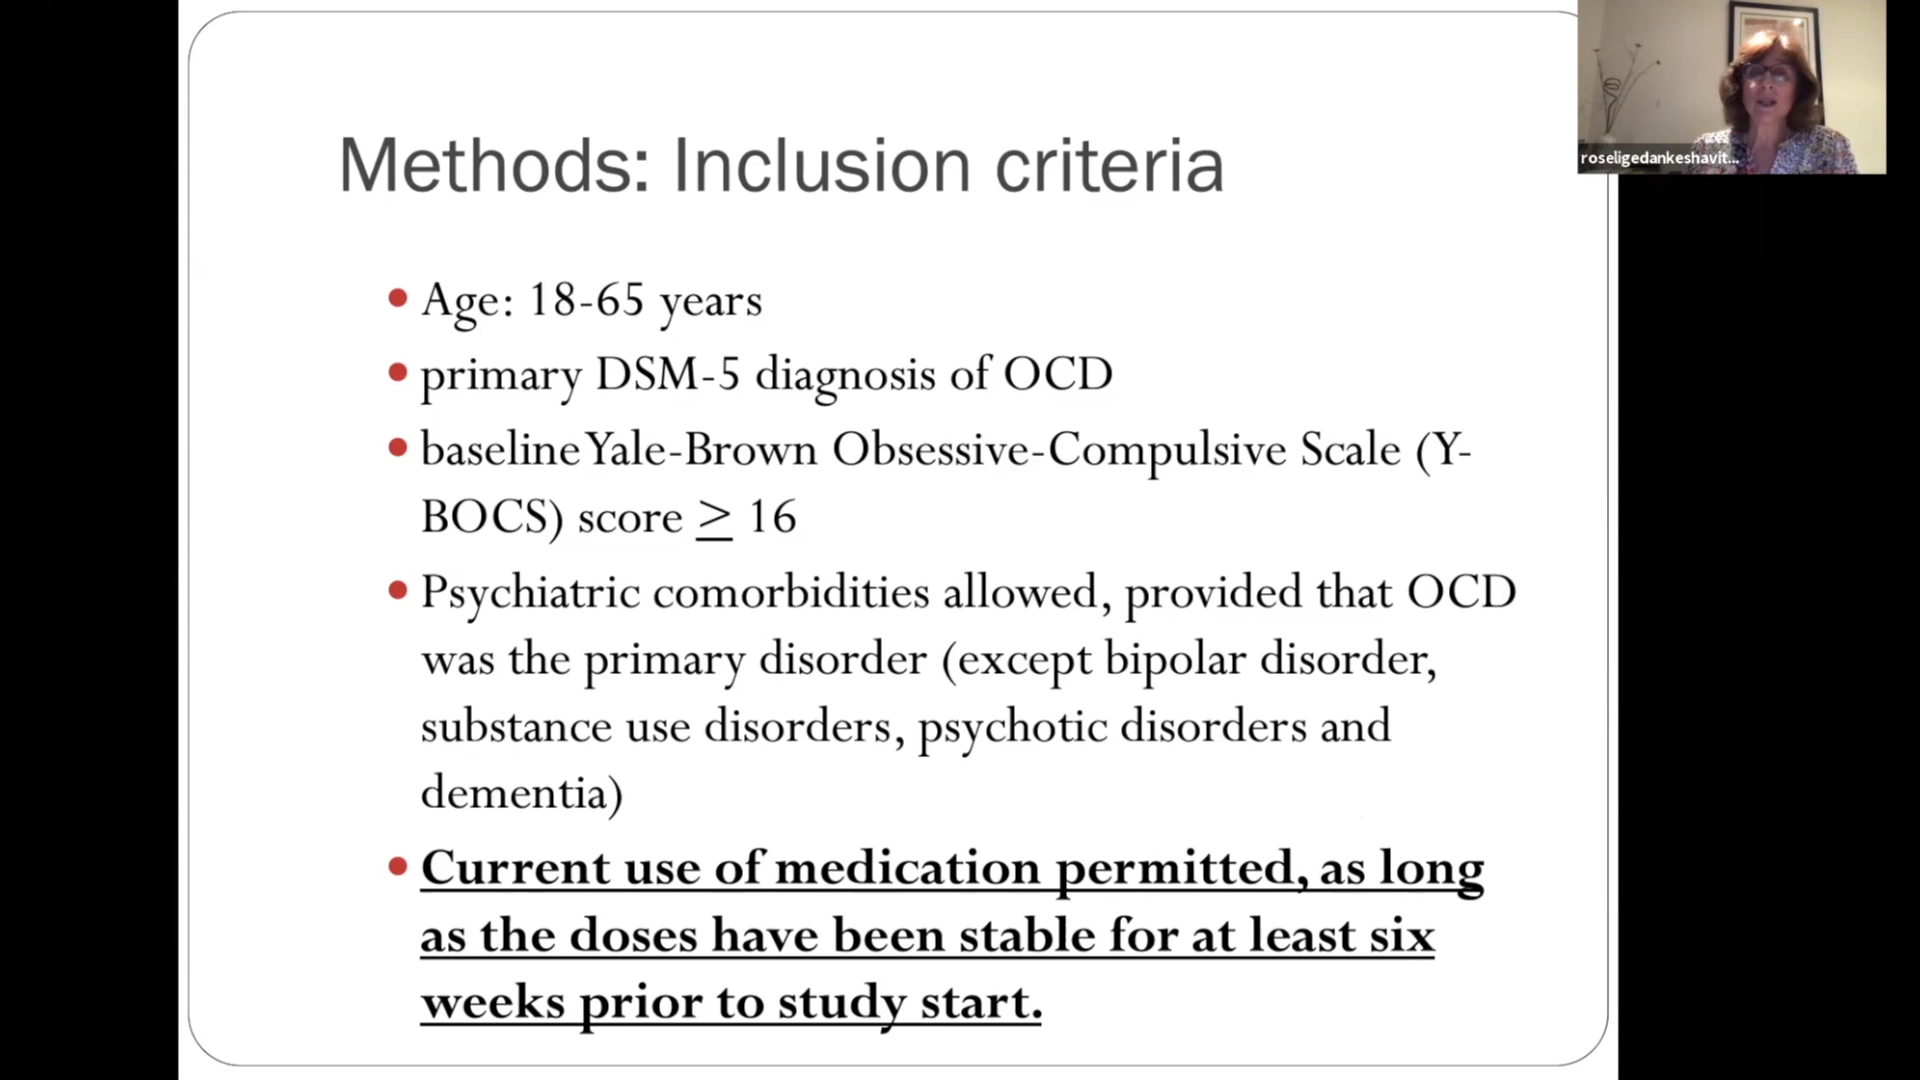 Methods: Inclusion criteria
roseligedankeshavit...
• Age: 18-65 years
• primary DSM-5 diagnosis of OCD
• baseline Yale-Brown Obsessive-Compulsive Scale (Y-
BOCS) score ≥ 16
• Psychiatric comorbidities allowed, provided that OCD
was the primary disorder (except bipolar disorder,
substance use disorders, psychotic disorders and
dementia)
• Current use of medication permitted, as long
as the doses have been stable for at least six
weeks prior to study start.